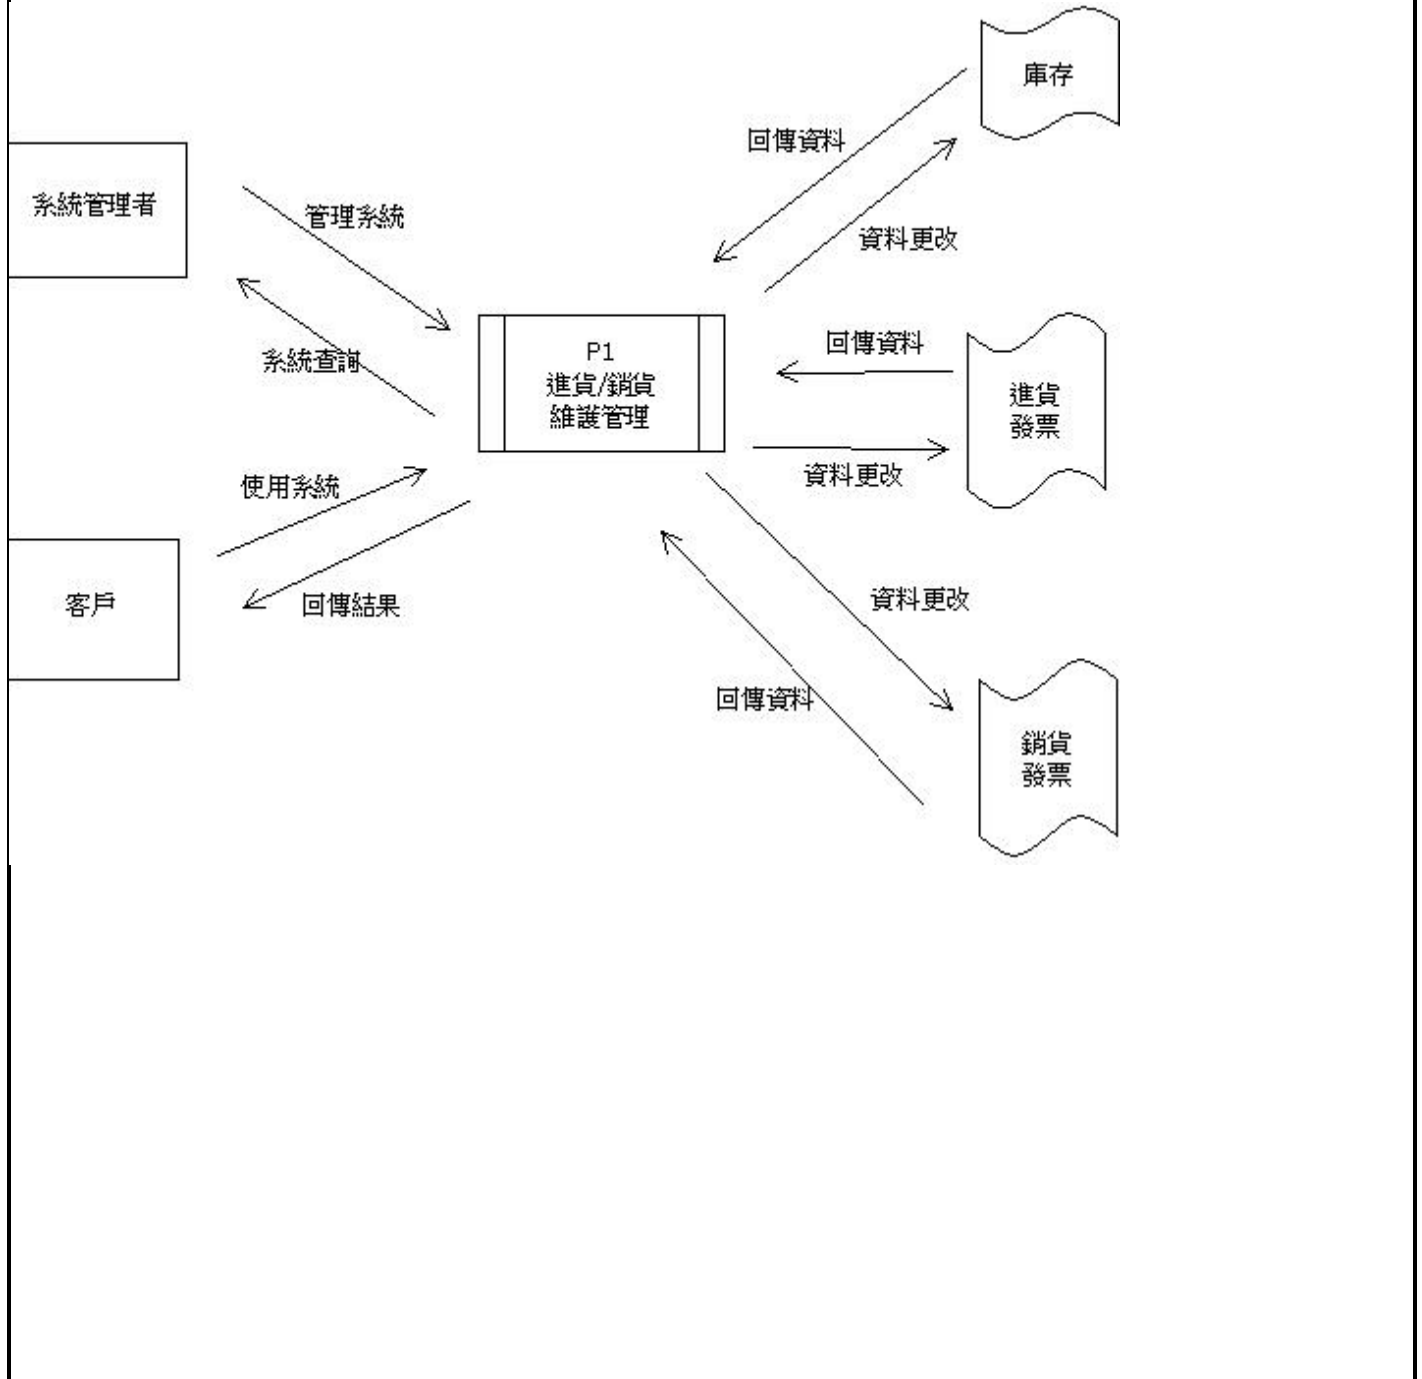 庫存
回傳資料
系統管理者
管理系統
資料更改
系統查詢
P1
進貨/銷貨
維護管理
回傳資料
進貨
發票
資料更改
使用系統
客戶
回傳結果
資料更改
回傳資料
銷貨
發票